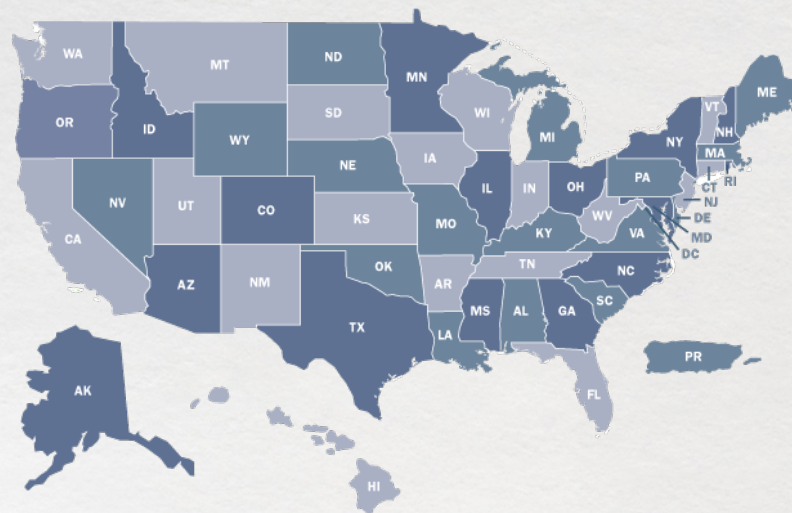 WA
MT
ND
MN
ME
VT
OR
ID
SD
WI
NH
NY
WY
MI
MA
IA
NE
PA
CT
RI
NV
UT
CO
IL
IN
OH
NJ
DE
WV
CA
KS
MO
KY
VA
MD
DC
TN
NC
AZ
NM
OK
AR
SC
MS
AL
GA
TX
LA
PR
AK
FL
HI